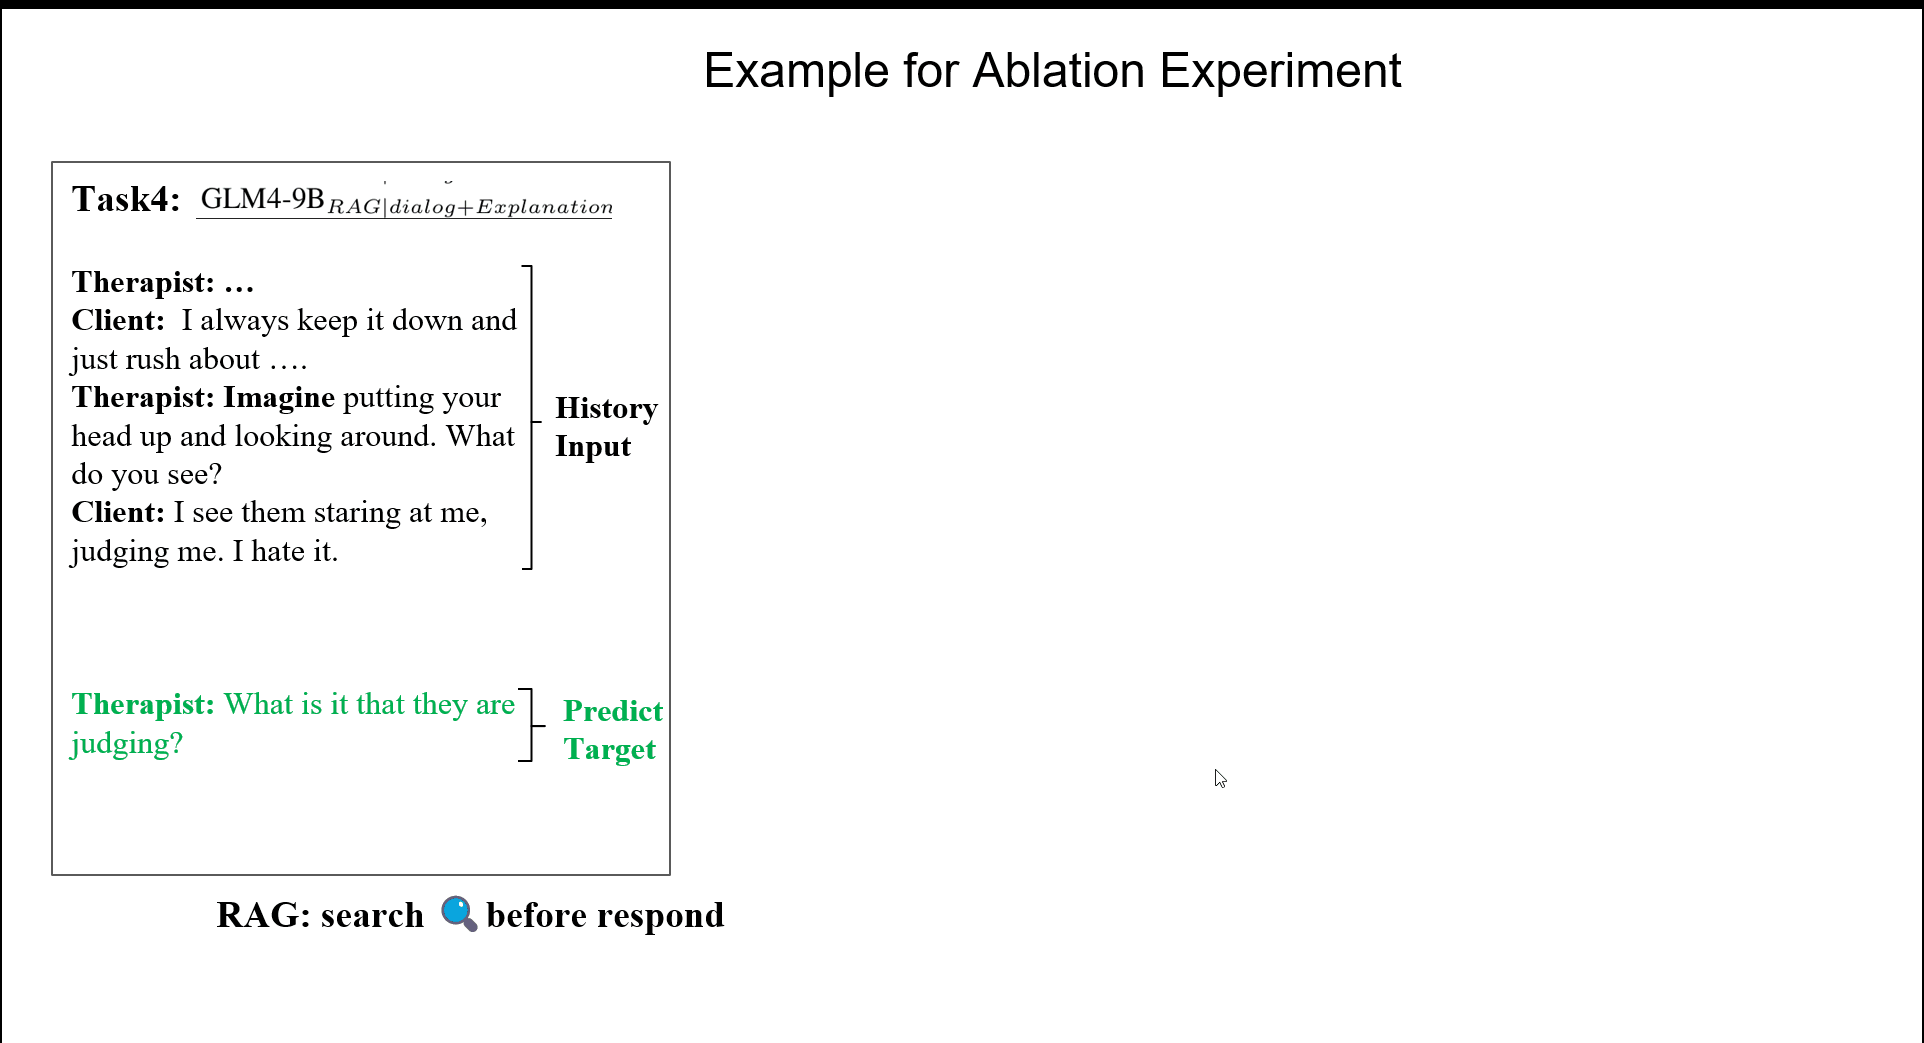 Example for Ablation Experiment
Task4: GLM4-9B RAG|dialog+Explanation
Therapist: …
Client: I always keep it down and
just rush about ….
Therapist: Imagine putting your
head up and looking around. What
do you see?
Client: I see them staring at me,
judging me. I hate it.
History
Input
Therapist: What is it that they are
judging?
Predict
Target
RAG: search before respond